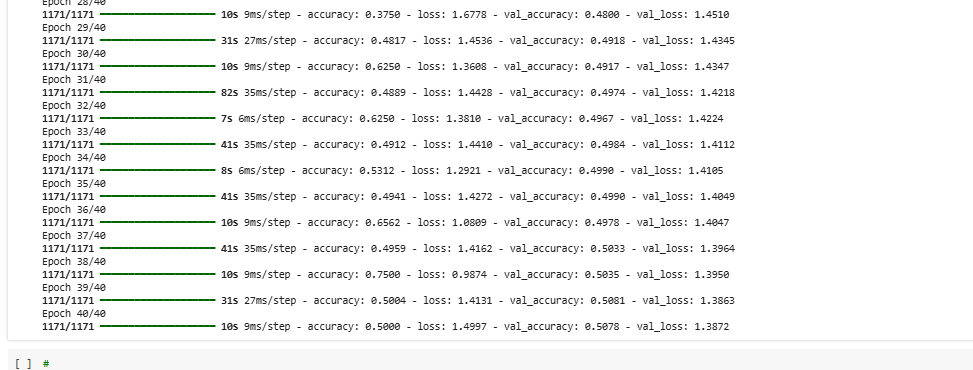 Epoch 28/40
1171/1171 ━━━━━━━━━━━━━━━━━━━━ 10s 9ms/step - accuracy: 0.3750 - loss: 1.6778 - val_accuracy: 0.4800 - val_loss: 1.4510
Epoch 29/40
1171/1171 ━━━━━━━━━━━━━━━━━━━━ 31s 27ms/step - accuracy: 0.4817 - loss: 1.4536 - val_accuracy: 0.4918 - val_loss: 1.4345
Epoch 30/40
1171/1171 ━━━━━━━━━━━━━━━━━━━━ 10s 9ms/step - accuracy: 0.6250 - loss: 1.3608 - val_accuracy: 0.4917 - val_loss: 1.4347
Epoch 31/40
1171/1171 ━━━━━━━━━━━━━━━━━━━━ 82s 35ms/step - accuracy: 0.4889 - loss: 1.4428 - val_accuracy: 0.4974 - val_loss: 1.4218
Epoch 32/40
1171/1171 ━━━━━━━━━━━━━━━━━━━━ 7s 6ms/step - accuracy: 0.6250 - loss: 1.3810 - val_accuracy: 0.4967 - val_loss: 1.4224
Epoch 33/40
1171/1171 ━━━━━━━━━━━━━━━━━━━━ 41s 35ms/step - accuracy: 0.4912 - loss: 1.4410 - val_accuracy: 0.4984 - val_loss: 1.4112
Epoch 34/40
1171/1171 ━━━━━━━━━━━━━━━━━━━━ 8s 6ms/step - accuracy: 0.5312 - loss: 1.2921 - val_accuracy: 0.4990 - val_loss: 1.4105
Epoch 35/40
1171/1171 ━━━━━━━━━━━━━━━━━━━━ 41s 35ms/step - accuracy: 0.4941 - loss: 1.4272 - val_accuracy: 0.4990 - val_loss: 1.4049
Epoch 36/40
1171/1171 ━━━━━━━━━━━━━━━━━━━━ 10s 9ms/step - accuracy: 0.6562 - loss: 1.0809 - val_accuracy: 0.4978 - val_loss: 1.4047
Epoch 37/40
1171/1171 ━━━━━━━━━━━━━━━━━━━━ 41s 35ms/step - accuracy: 0.4959 - loss: 1.4162 - val_accuracy: 0.5033 - val_loss: 1.3964
Epoch 38/40
1171/1171 ━━━━━━━━━━━━━━━━━━━━ 10s 9ms/step - accuracy: 0.7500 - loss: 0.9874 - val_accuracy: 0.5035 - val_loss: 1.3950
Epoch 39/40
1171/1171 ━━━━━━━━━━━━━━━━━━━━ 31s 27ms/step - accuracy: 0.5004 - loss: 1.4131 - val_accuracy: 0.5081 - val_loss: 1.3863
Epoch 40/40
1171/1171 ━━━━━━━━━━━━━━━━━━━━ 10s 9ms/step - accuracy: 0.5000 - loss: 1.4997 - val_accuracy: 0.5078 - val_loss: 1.3872
[ ] #